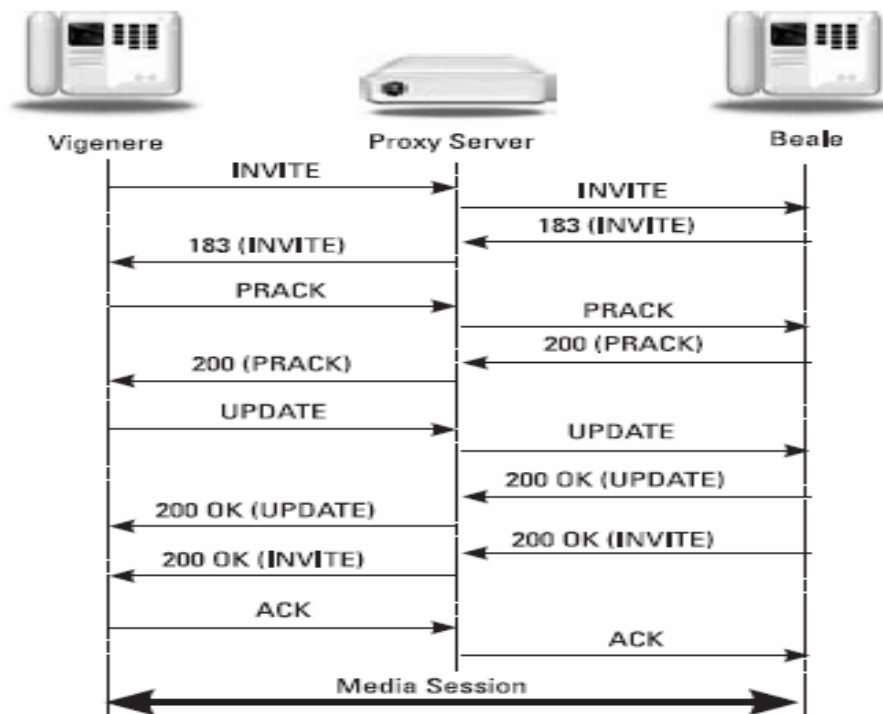 Vigenere
Proxy Server
Beale
INVITE
INVITE
183 (INVITE)
183 (INVITE)
PRACK
PRACK
200 (PRACK)
200 (PRACK)
UPDATE
UPDATE
200 OK (UPDATE)
200 OK (UPDATE)
200 OK (INVITE)
200 OK (INVITE)
ACK
ACK
Media Session